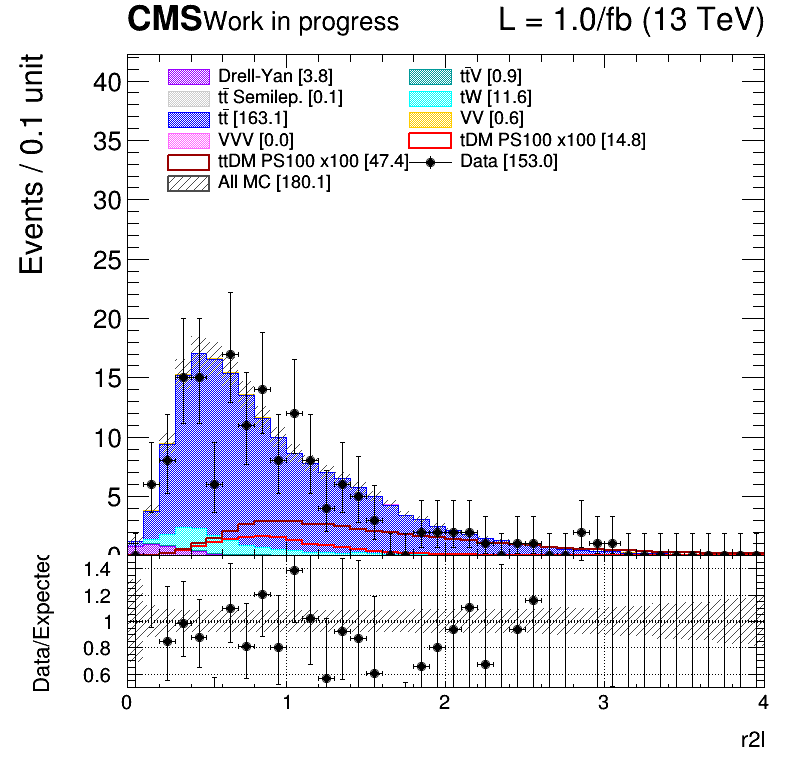 CMS Work in progress L = 1.0/fb (13 TeV)
Events / 0.1 unit
40
35
30
25
20
15
10
5
0
Drell-Yan [3.8]
tt̄ Semilep. [0.1]
tt̄ [163.1]
VVV [0.0]
ttDM PS100 x100 [47.4]
All MC [180.1]
tt̄V [0.9]
tW [11.6]
VV [0.6]
tDM PS100 x100 [14.8]
Data [153.0]
Data/Expected
1.4
1.2
1
0.8
0.6
0 1 2 3 4
r2l